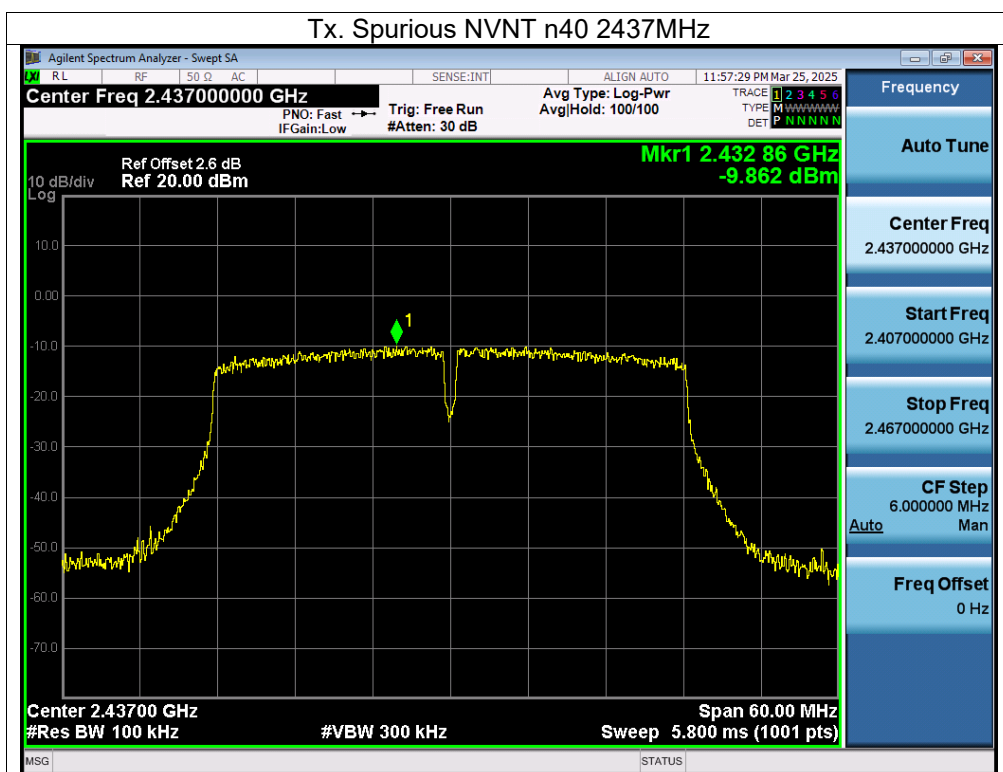 Tx. Spurious NVNT n40 2437MHz
Agilent Spectrum Analyzer - Swept SA
LXI RL RF 50 Ω AC SENSE:INT ALIGN AUTO 11:57:29 PM Mar 25, 2025
Center Freq 2.437000000 GHz
PNO: Fast
IFGain:Low
Trig: Free Run
#Atten: 30 dB
Avg Type: Log-Pwr
Avg|Hold: 100/100
TRACE 1 2 3 4 5 6
TYPE M WWWWW
DET P N N N N N
Ref Offset 2.6 dB
10 dB/div Ref 20.00 dBm
Log
Mkr1 2.432 86 GHz
-9.862 dBm
10.0
0.00
-10.0
-20.0
-30.0
-40.0
-50.0
-60.0
-70.0
1
Center 2.43700 GHz Span 60.00 MHz
#Res BW 100 kHz #VBW 300 kHz Sweep 5.800 ms (1001 pts)
MSG STATUS
Frequency
Auto Tune
Center Freq
2.437000000 GHz
Start Freq
2.407000000 GHz
Stop Freq
2.467000000 GHz
CF Step
6.000000 MHz
Auto Man
Freq Offset
0 Hz